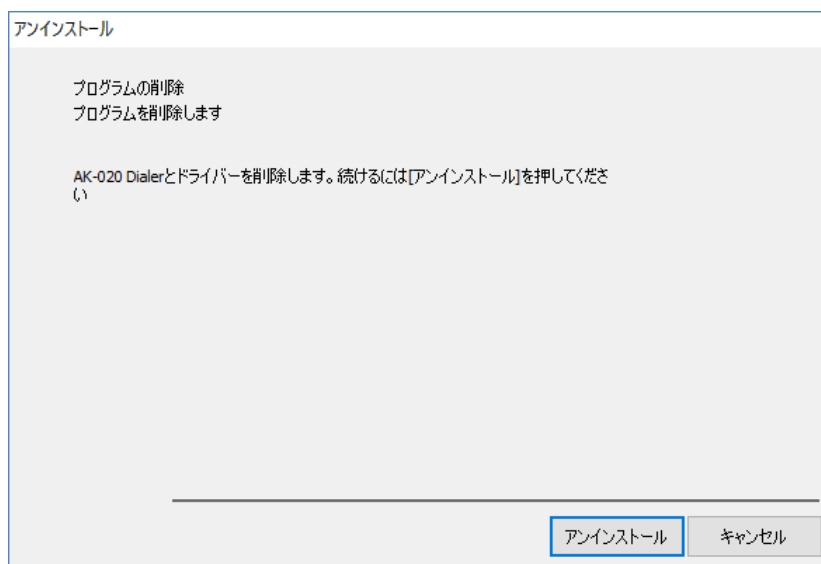 アンインストール
プログラムの削除
プログラムを削除します
AK-020 Dialerとドライバーを削除します。続けるには[アンインストール]を押してくださ
い
アンインストール
キャンセル